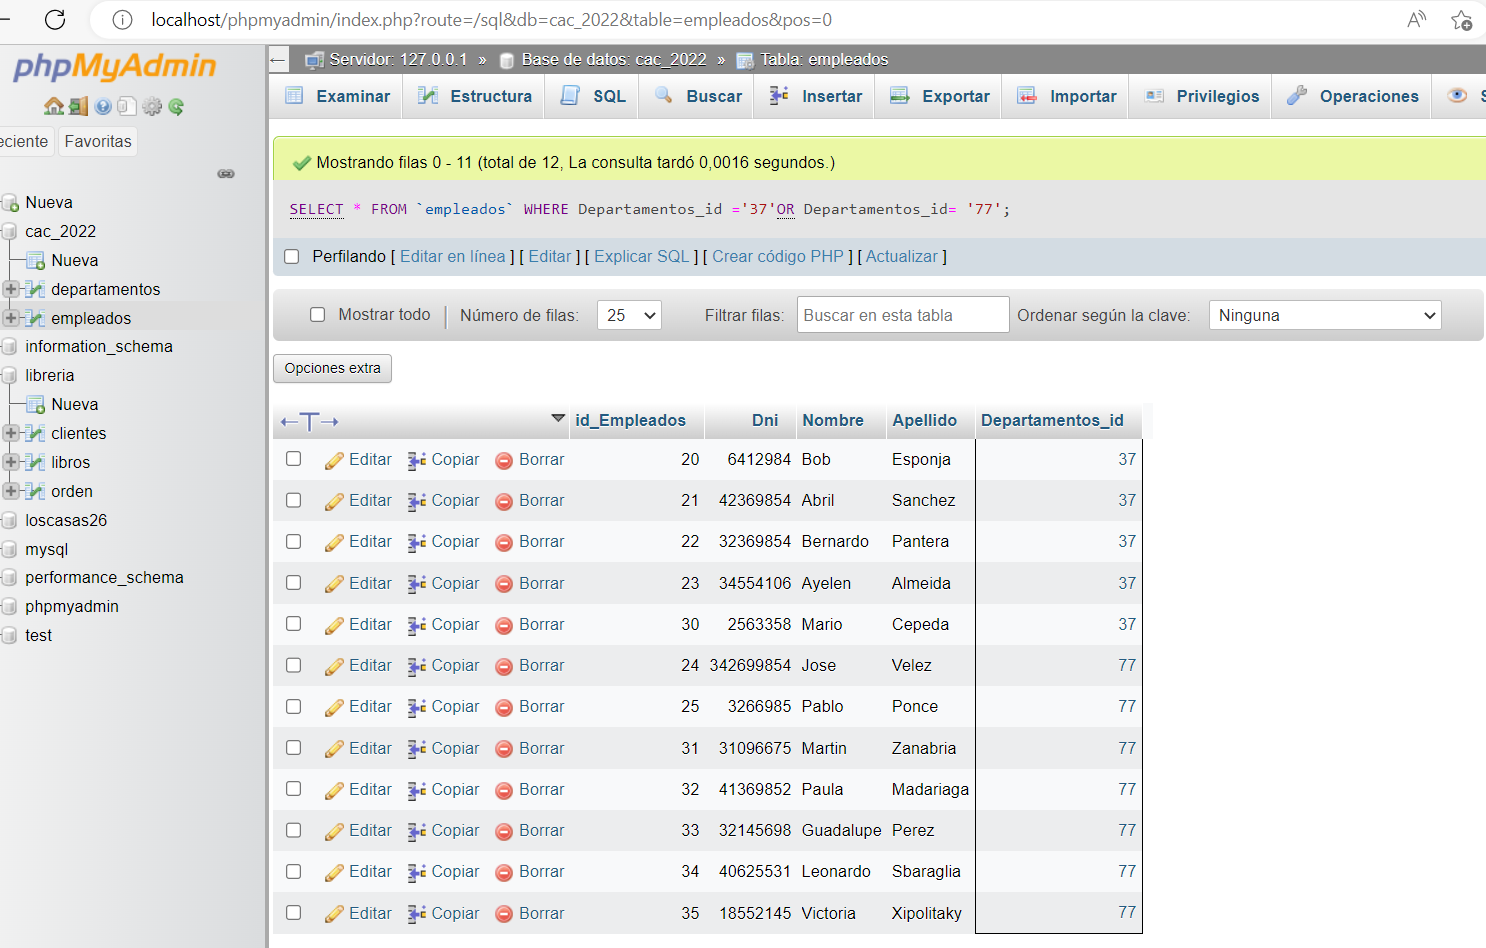 localhost/phpmyadmin/index.php?route=/sql&db=cac_2022&table=empleados&pos=0
phpMyAdmin
eciente Favoritas
Nueva
cac_2022
Nueva
departamentos
empleados
information_schema
libreria
Nueva
clientes
libros
orden
loscasas26
mysql
performance_schema
phpmyadmin
test
← Servidor: 127.0.0.1 » Base de datos: cac_2022 » Tabla: empleados
Examinar Estructura SQL Buscar Insertar Exportar Importar Privilegios Operaciones S
Mostrando filas 0 - 11 (total de 12, La consulta tardó 0,0016 segundos.)
SELECT * FROM `empleados` WHERE Departamentos_id ='37'OR Departamentos_id= '77';
Perfilando [ Editar en línea ] [ Editar ] [ Explicar SQL ] [ Crear código PHP ] [ Actualizar ]
Mostrar todo Número de filas: 25 Filtrar filas: Buscar en esta tabla Ordenar según la clave: Ninguna
Opciones extra
←T→ id_Empleados Dni Nombre Apellido Departamentos_id
Editar Copiar Borrar 20 6412984 Bob Esponja 37
Editar Copiar Borrar 21 42369854 Abril Sanchez 37
Editar Copiar Borrar 22 32369854 Bernardo Pantera 37
Editar Copiar Borrar 23 34554106 Ayelen Almeida 37
Editar Copiar Borrar 30 2563358 Mario Cepeda 37
Editar Copiar Borrar 24 342699854 Jose Velez 77
Editar Copiar Borrar 25 3266985 Pablo Ponce 77
Editar Copiar Borrar 31 31096675 Martin Zanabria 77
Editar Copiar Borrar 32 41369852 Paula Madariaga 77
Editar Copiar Borrar 33 32145698 Guadalupe Perez 77
Editar Copiar Borrar 34 40625531 Leonardo Sbaraglia 77
Editar Copiar Borrar 35 18552145 Victoria Xipolitaky 77